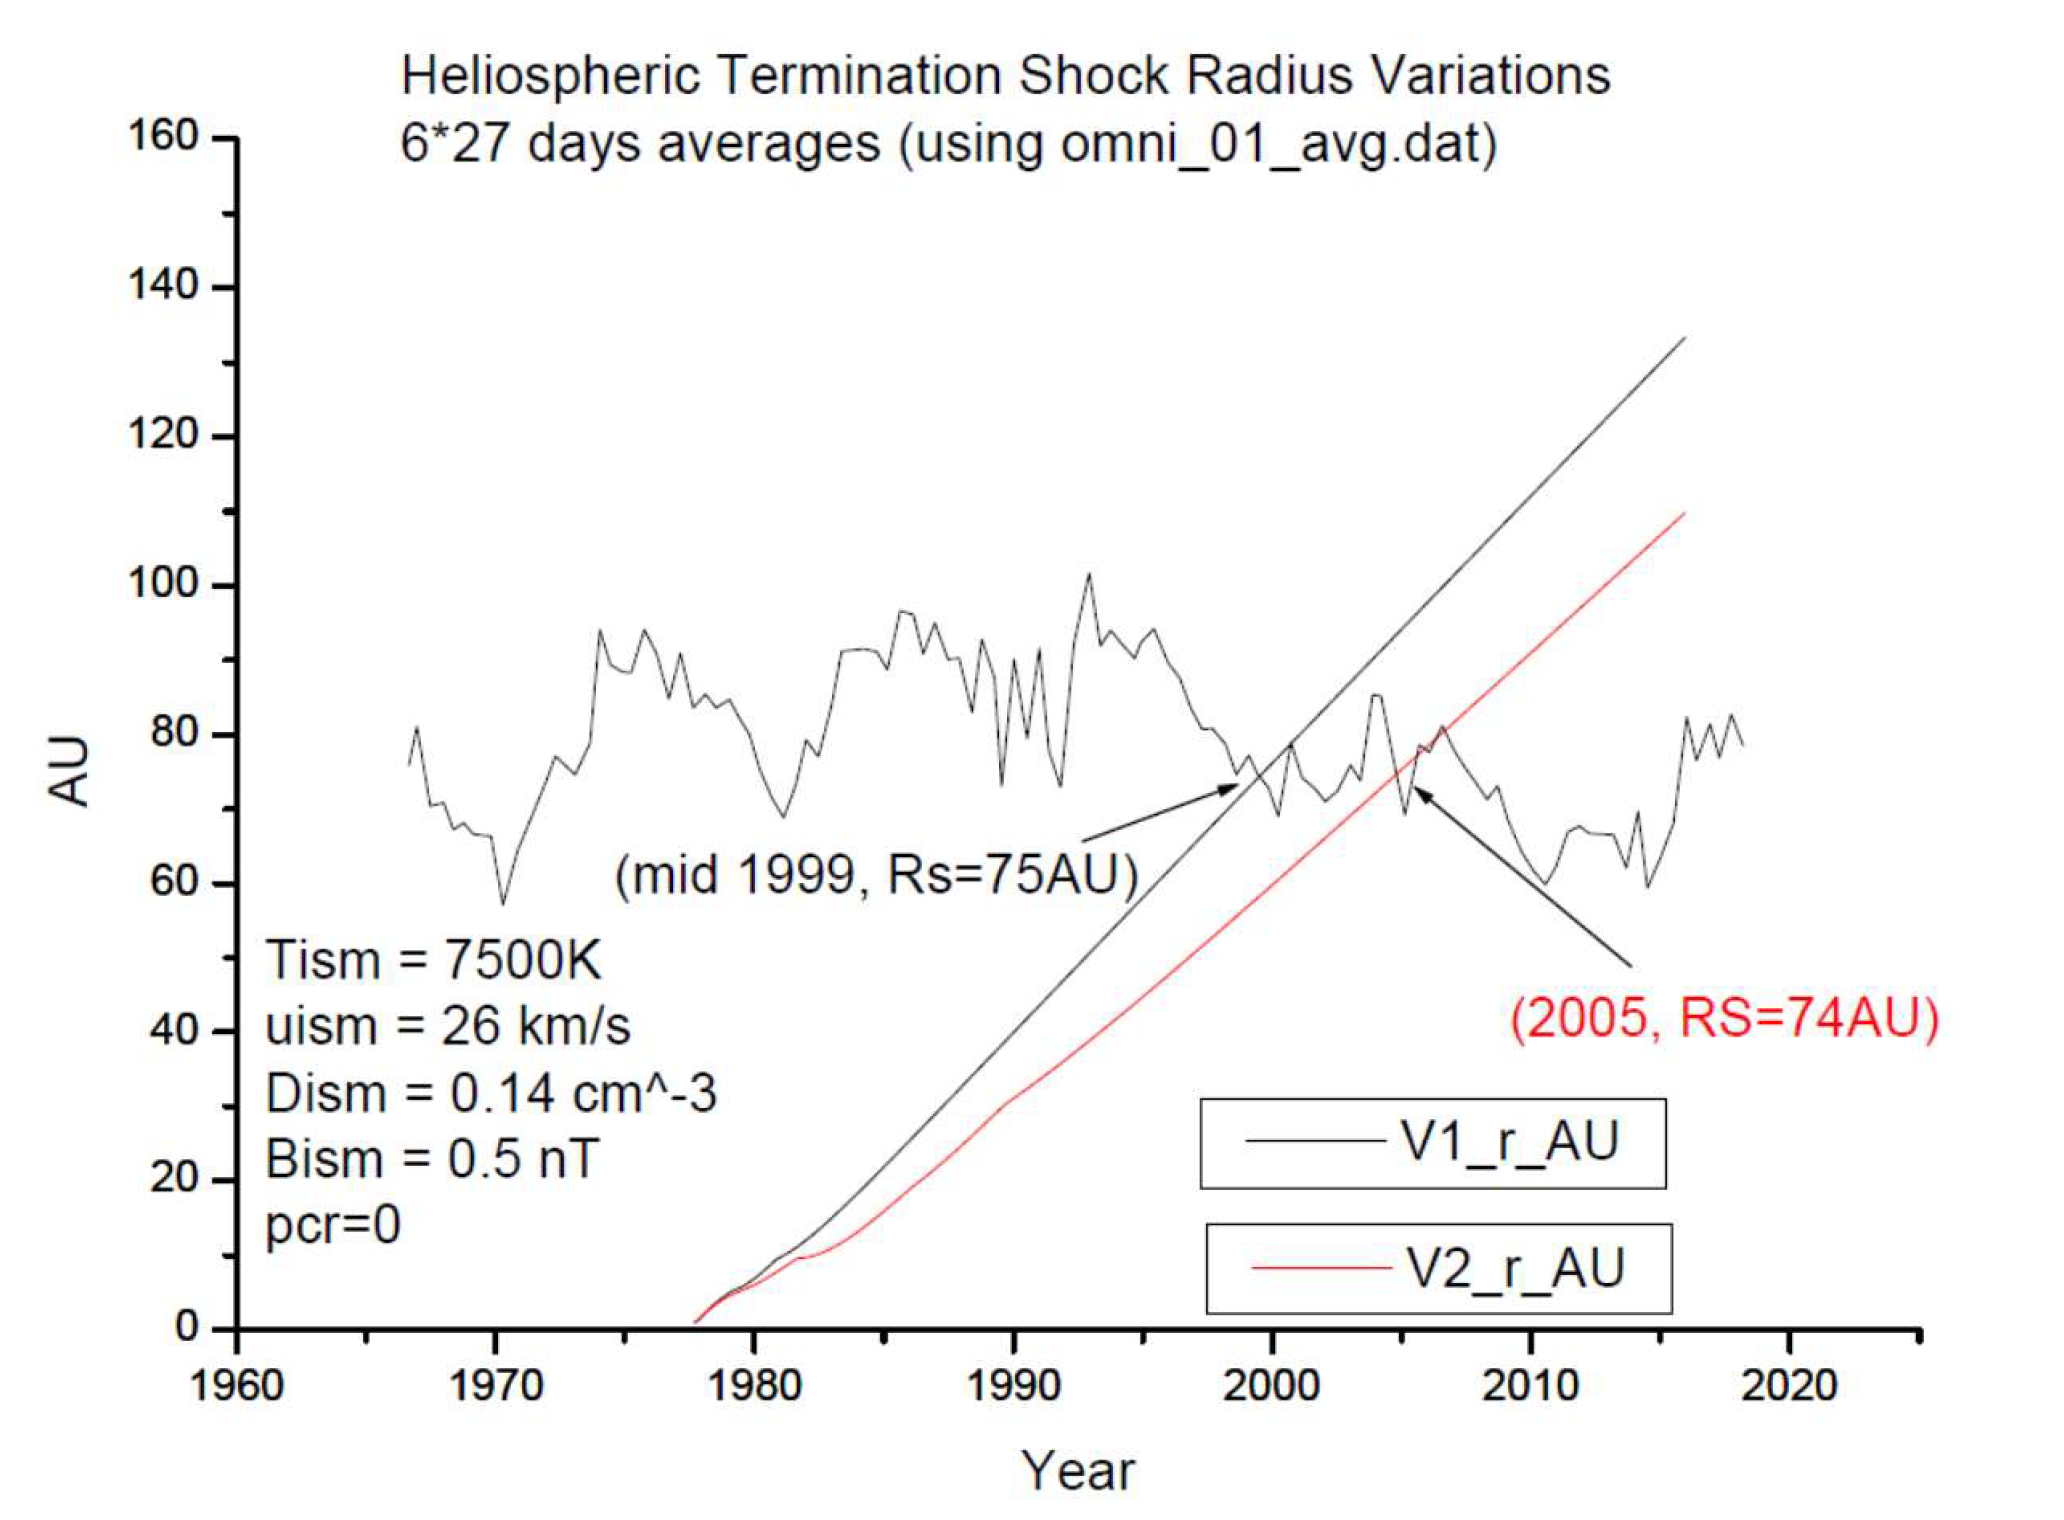 Heliospheric Termination Shock Radius Variations
6*27 days averages (using omni_01_avg.dat)
160
140
120
100
80
60
40
20
0
AU
(mid 1999, Rs=75AU)
Tism = 7500K
uism = 26 km/s
Dism = 0.14 cm^-3
Bism = 0.5 nT
pcr=0
(2005, RS=74AU)
V1_r_AU
V2_r_AU
1960 1970 1980 1990 2000 2010 2020
Year